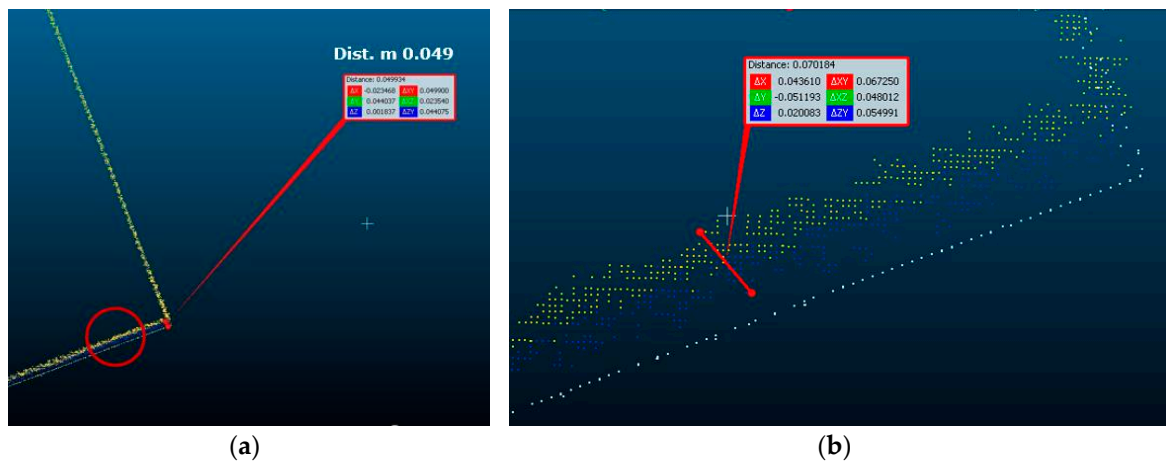 Dist. m 0.049
Distance: 0.049934
ΔX -0.023460 ΔXY 0.049900
ΔY 0.044037 ΔXZ 0.023540
ΔZ 0.001837 ΔZY 0.044075
Distance: 0.070184
ΔX 0.043610 ΔXY 0.067250
ΔY -0.051193 ΔXZ 0.048012
ΔZ 0.020083 ΔZY 0.054991
(a)
(b)